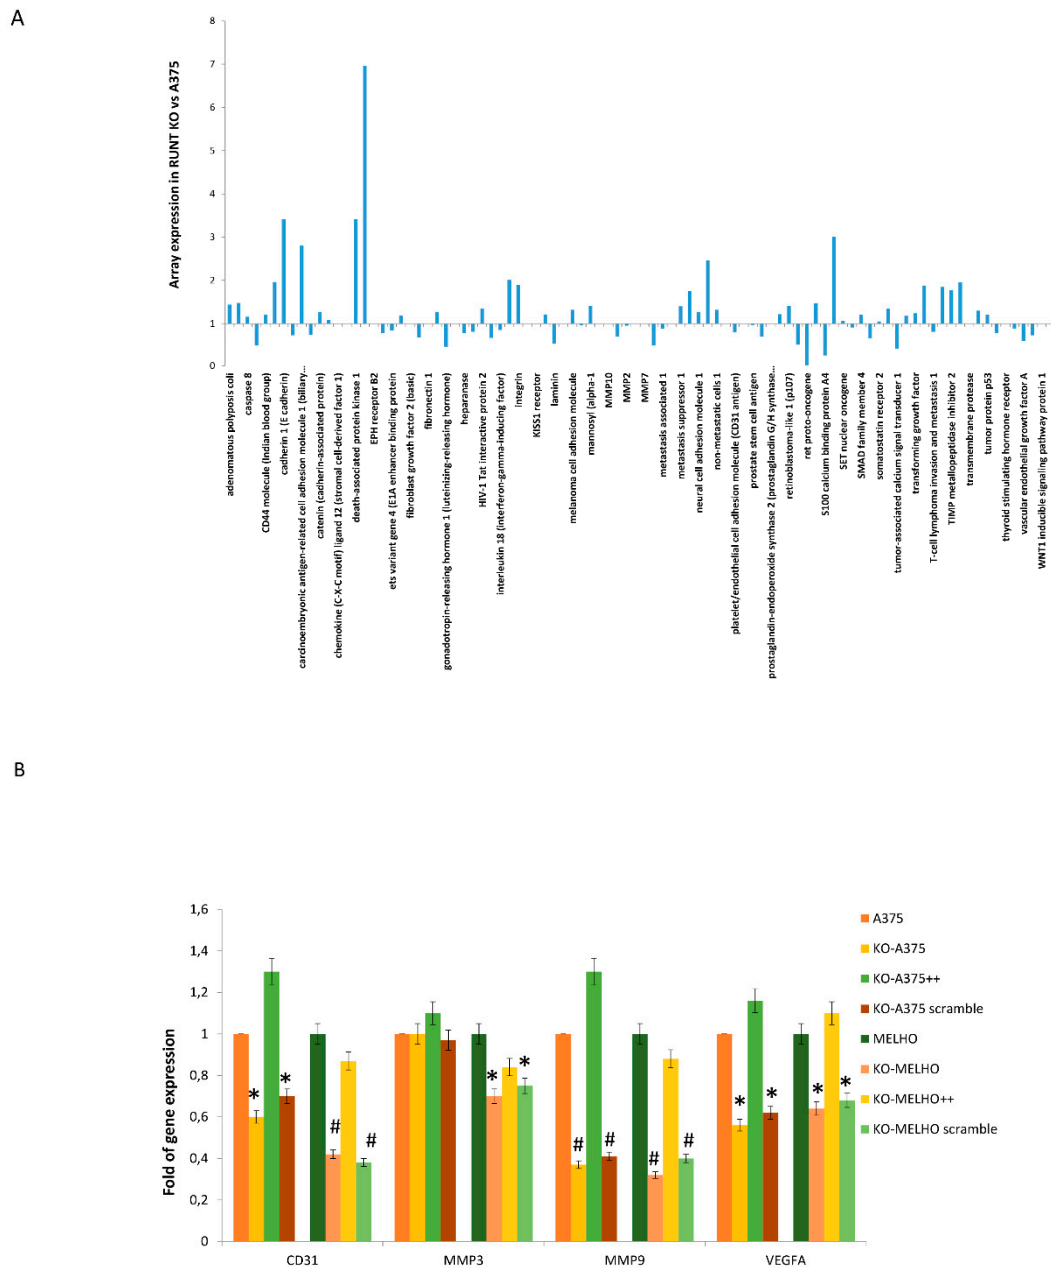 A
Array expression in RUNT KO vs A375
8
7
6
5
4
3
2
1
0
adenomatous polyposis coli
caspase 8
CD44 molecule (Indian blood group)
cadherin 1 (E cadherin)
carcinoembryonic antigen-related cell adhesion molecule 1 (biliary...
catenin (cadherin-associated protein)
chemokine (C-X-C motif) ligand 12 (stromal cell-derived factor 1)
death-associated protein kinase 1
EPH receptor B2
ets variant gene 4 (E1A enhancer binding protein)
fibroblast growth factor 2 (basic)
fibronectin 1
gonadotropin-releasing hormone 1 (luteinizing-releasing hormone)
heparanase
HIV-1 Tat interactive protein 2
interleukin 18 (interferon-gamma-inducing factor)
integrin
KISS1 receptor
laminin
melanoma cell adhesion molecule
mannosyl (alpha-1
MMP10
MMP2
MMP7
metastasis associated 1
metastasis suppressor 1
neural cell adhesion molecule 1
non-metastatic cells 1
platelet/endothelial cell adhesion molecule (CD31 antigen)
prostate stem cell antigen
prostaglandin-endoperoxide synthase 2 (prostaglandin G/H synthase...
retinoblastoma-like 1 (p107)
ret proto-oncogene
S100 calcium binding protein A4
SET nuclear oncogene
SMAD family member 4
somatostatin receptor 2
tumor-associated calcium signal transducer 1
transforming growth factor
T-cell lymphoma invasion and metastasis 1
TIMP metallopeptidase inhibitor 2
transmembrane protease
tumor protein p53
thyroid stimulating hormone receptor
vascular endothelial growth factor A
WNT1 inducible signaling pathway protein 1
B
Fold of gene expression
1,6
1,4
1,2
1
0,8
0,6
0,4
0,2
0
* * # #
* *
# # # #
* * * *
CD31 MMP3 MMP9 VEGFA
A375
KO-A375
KO-A375++
KO-A375 scramble
MELHO
KO-MELHO
KO-MELHO++
KO-MELHO scramble